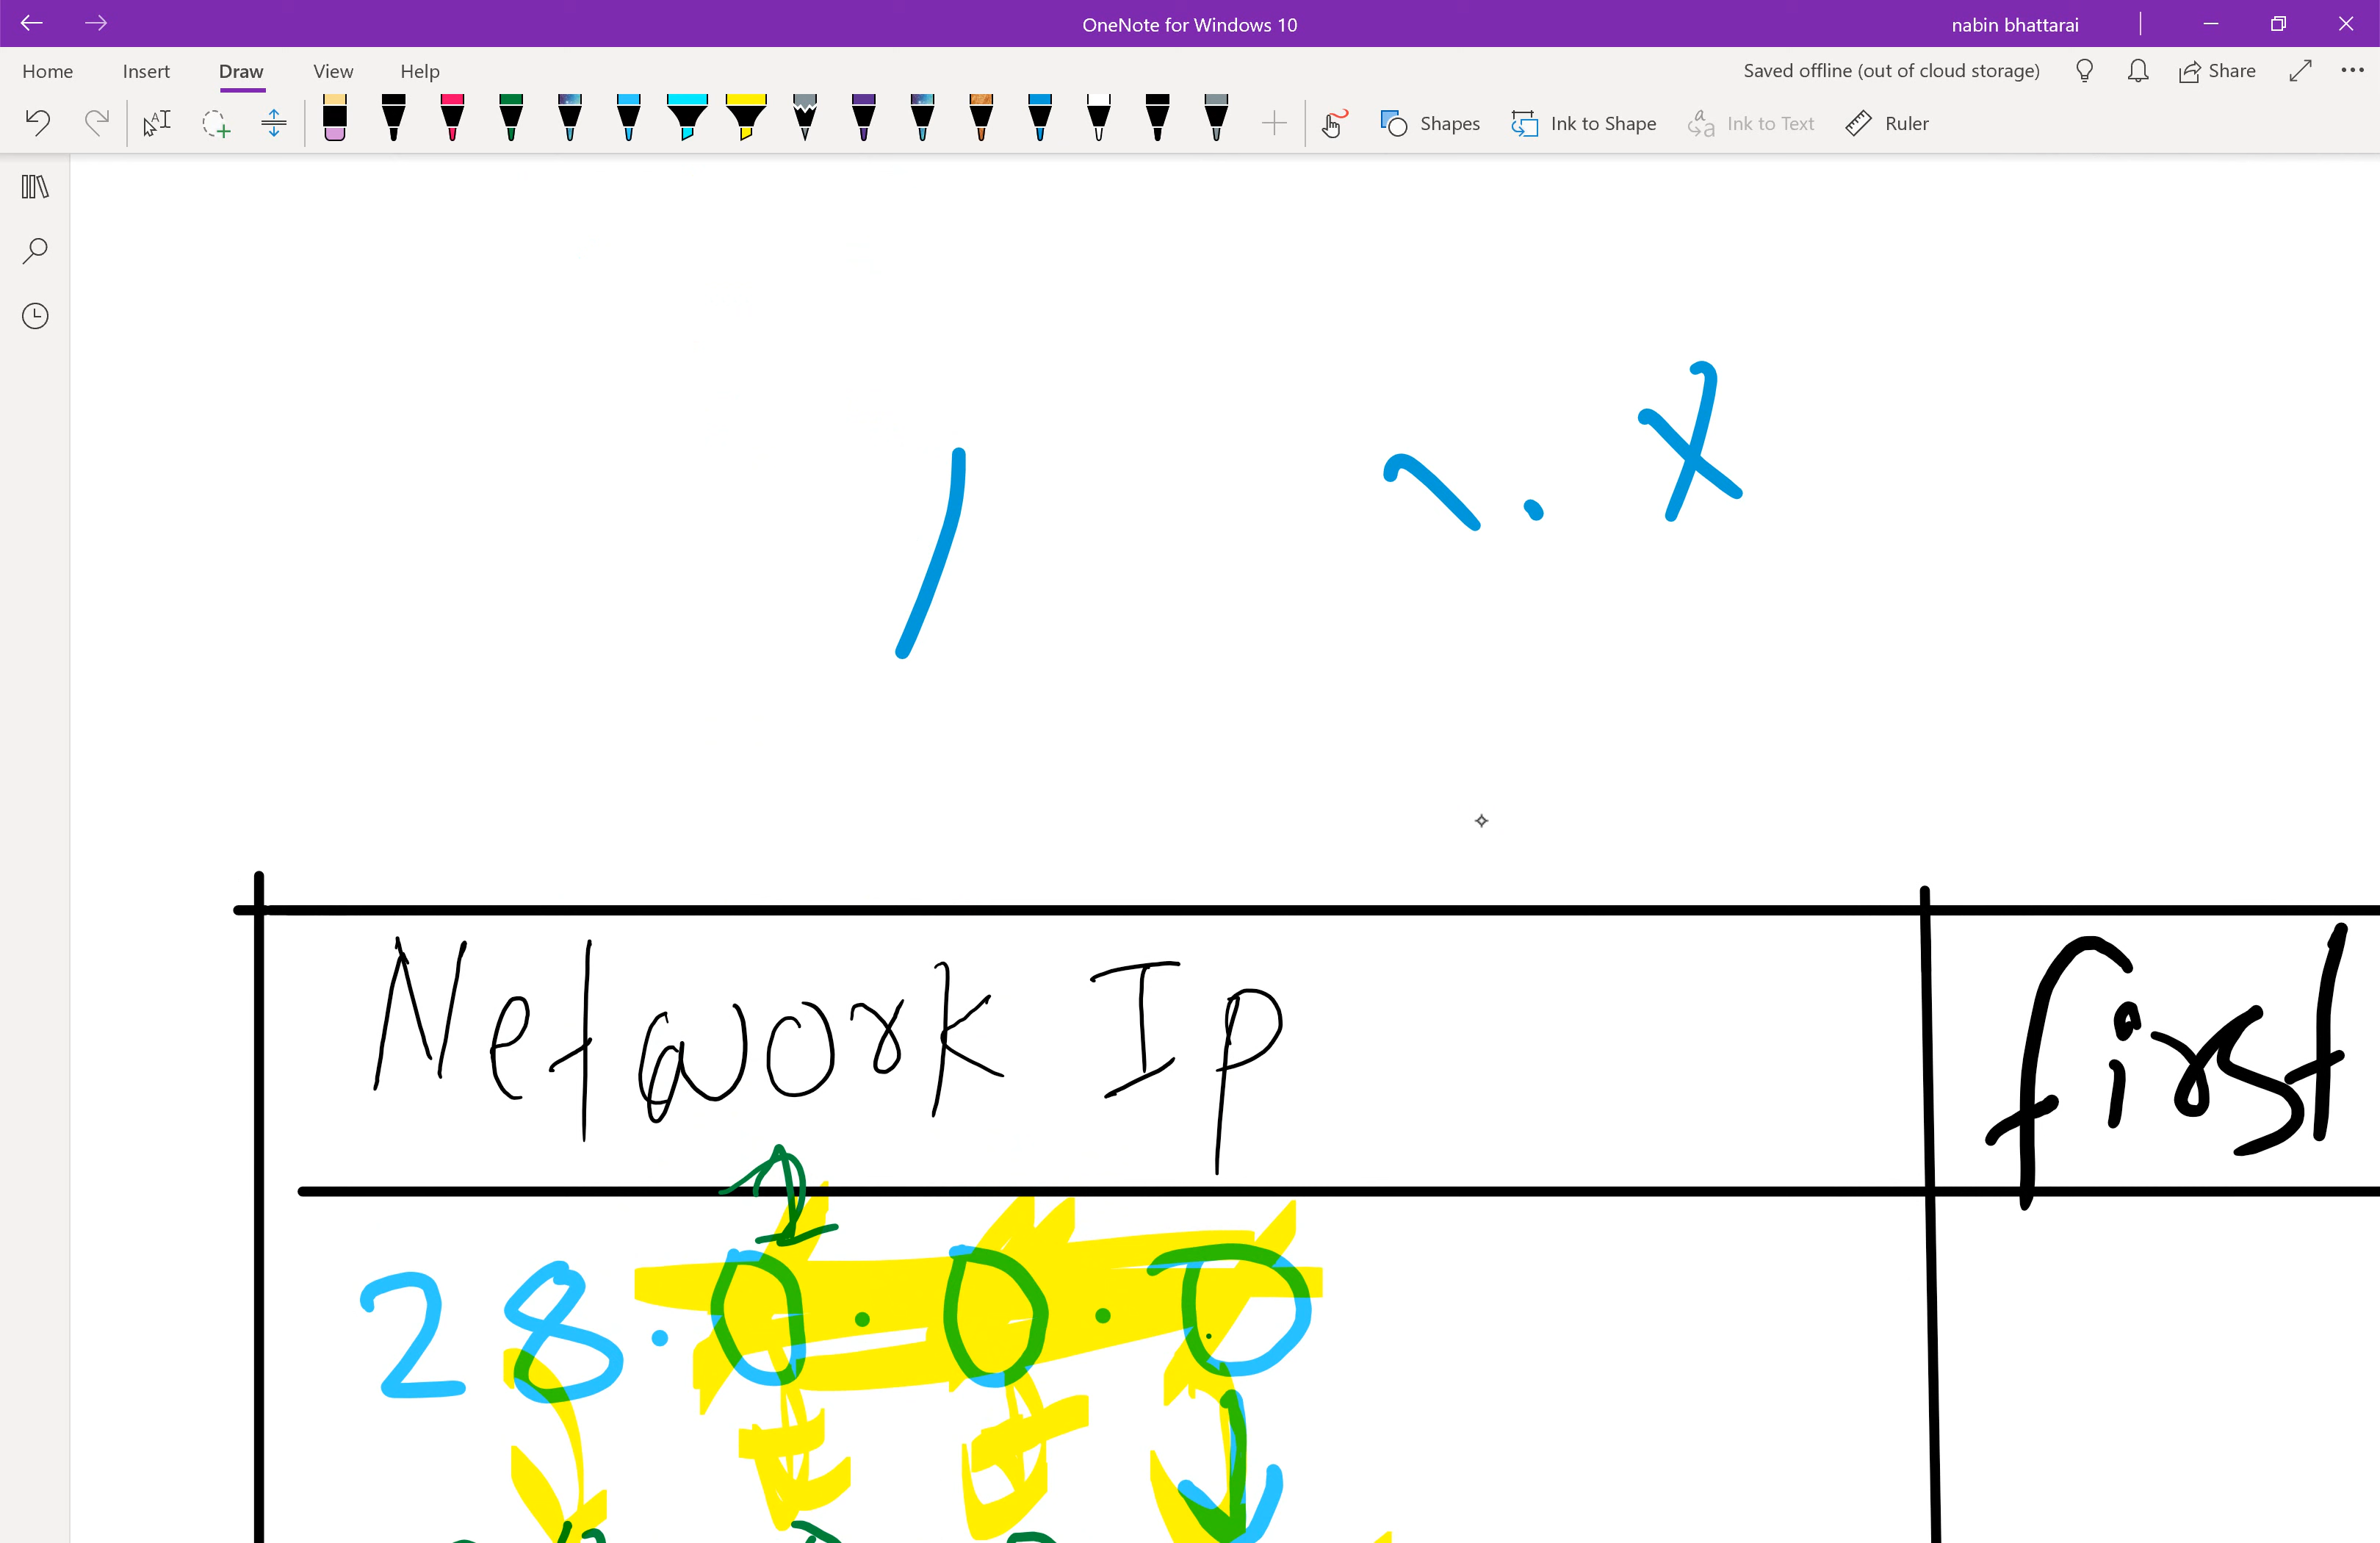 OneNote for Windows 10
nabin bhattarai
Home Insert Draw View Help
Saved offline (out of cloud storage)
Share
Shapes Ink to Shape Ink to Text Ruler
Network Ip
first
28.0.0.0